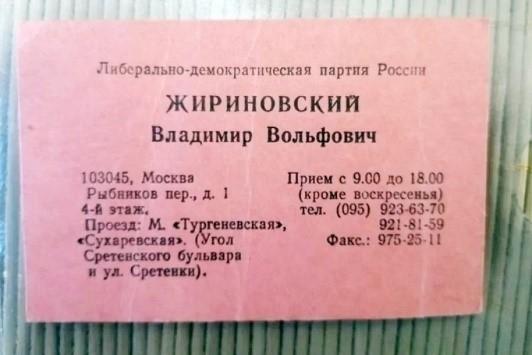 Либерально-демократическая партия России
ЖИРИНОВСКИЙ
Владимир Вольфович
103045, Москва
Рыбников пер., д. 1
4-й этаж.
Проезд: М. «Тургеневская»,
«Сухаревская». (Угол
Сретенского бульвара
и ул. Сретенки).
Прием с 9.00 до 18.00
(кроме воскресенья)
тел. (095) 923-63-70
921-81-59
Факс.: 975-25-11